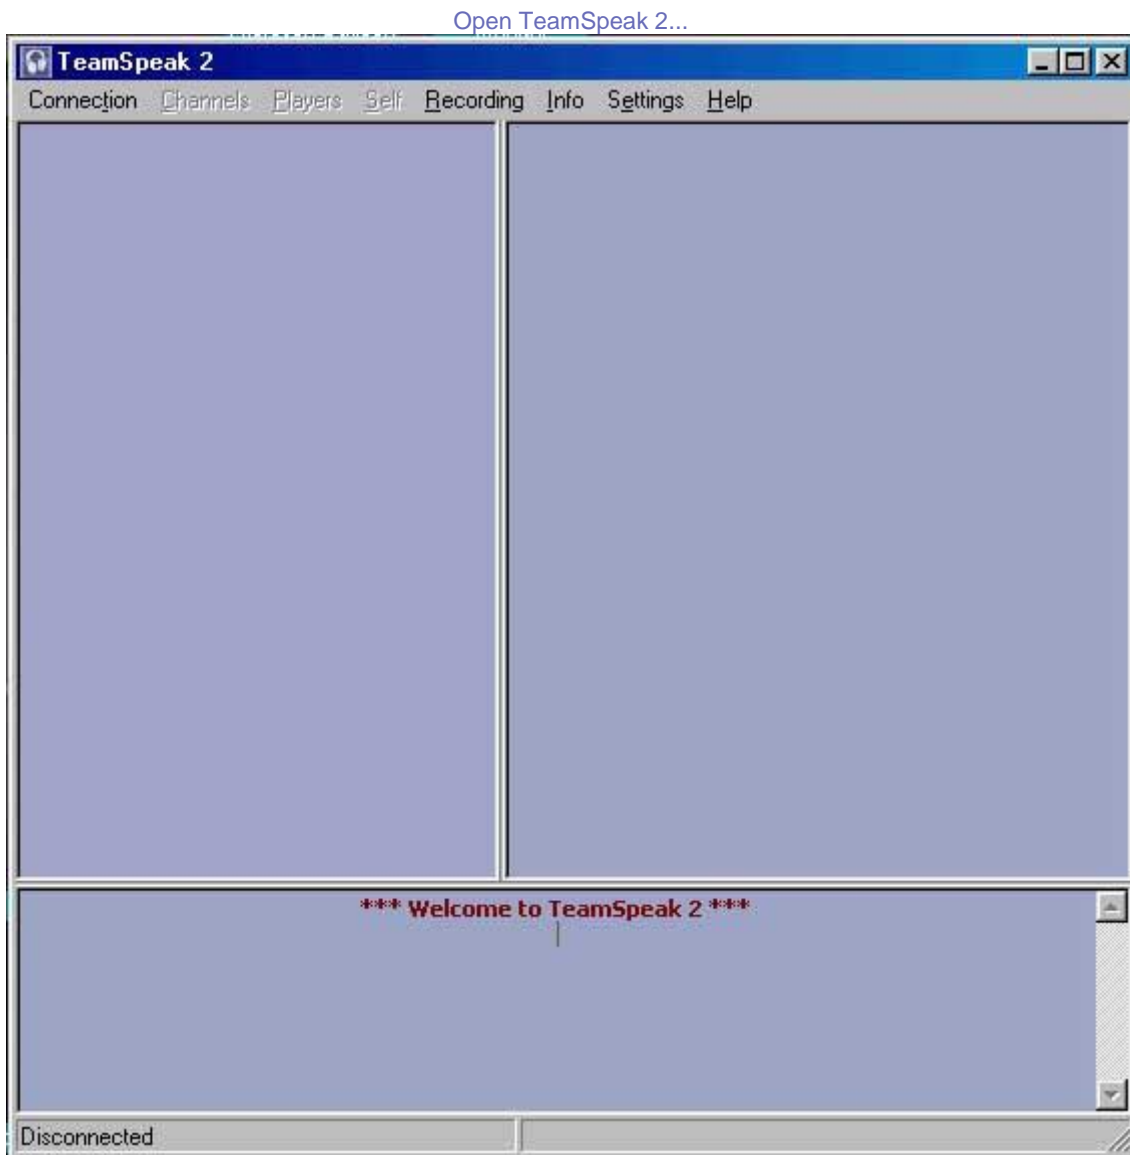 Open TeamSpeak 2...
TeamSpeak 2
Connection Channels Players Self Recording Info Settings Help
*** Welcome to TeamSpeak 2 ***
Disconnected